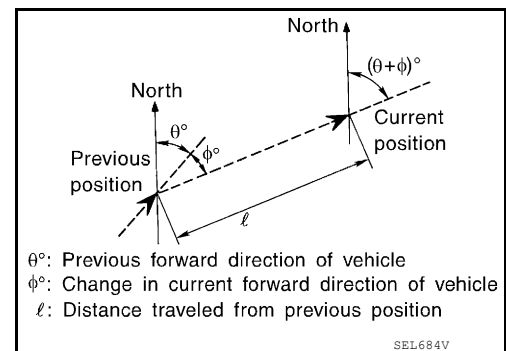 North
(θ+ϕ)°
North
θ°
ϕ°
Current
position
Previous
position
ℓ
θ°: Previous forward direction of vehicle
ϕ°: Change in current forward direction of vehicle
ℓ: Distance traveled from previous position
SEL684V